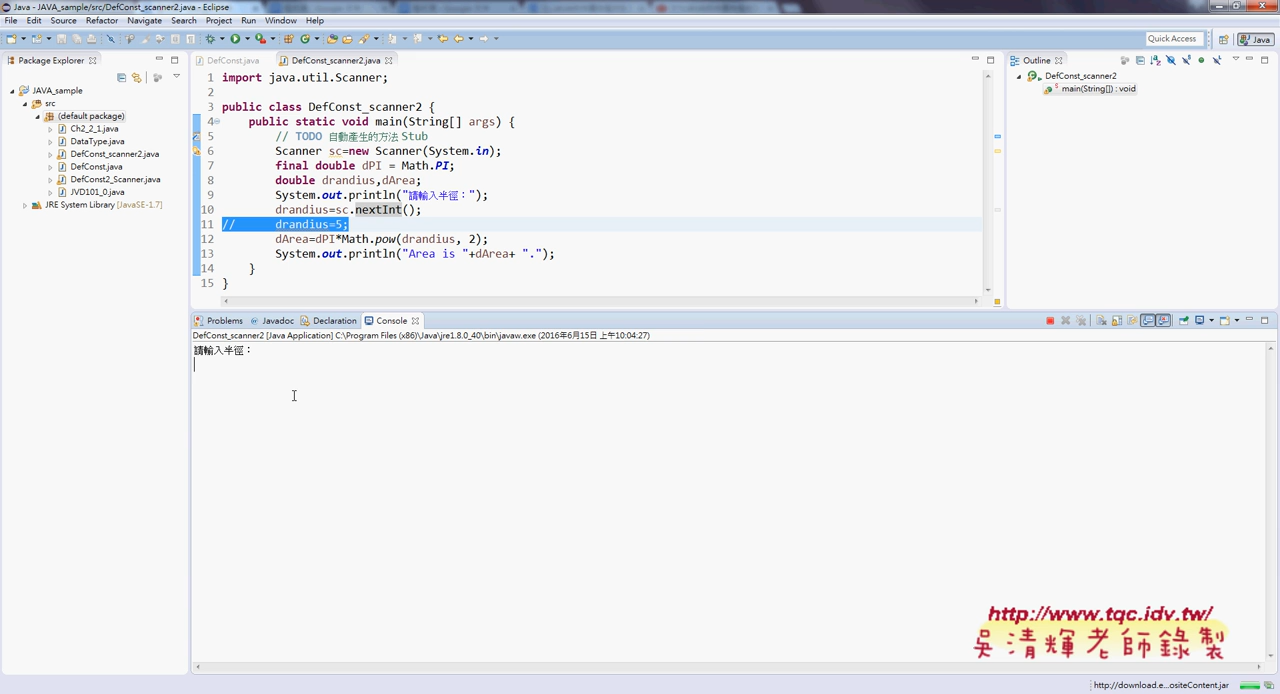 Java - JAVA_sample/src/DefConst_scanner2.java - Eclipse
File Edit Source Refactor Navigate Search Project Run Window Help
Quick Access Java
Package Explorer
JAVA_sample
src
(default package)
Ch2_2_1.java
DataType.java
DefConst_scanner2.java
DefConst.java
DefConst2_Scanner.java
JVD101_0.java
JRE System Library [JavaSE-1.7]
DefConst.java DefConst_scanner2.java
1 import java.util.Scanner;
2
3 public class DefConst_scanner2 {
4 public static void main(String[] args) {
5 // TODO 自動產生的方法 Stub
6 Scanner sc=new Scanner(System.in);
7 final double dPI = Math.PI;
8 double drandius,dArea;
9 System.out.println("請輸入半徑：");
10 drandius=sc.nextInt();
11 // drandius=5;
12 dArea=dPI*Math.pow(drandius, 2);
13 System.out.println("Area is "+dArea+ ".");
14 }
15 }
Outline
DefConst_scanner2
main(String[]) : void
Problems Javadoc Declaration Console
DefConst_scanner2 [Java Application] C:\Program Files (x86)\Java\jre1.8.0_40\bin\javaw.exe (2016年6月15日 上午10:04:27)
請輸入半徑：
http://www.tqc.idv.tw/
吳清輝老師錄製
http://download.e...ositeContent.jar